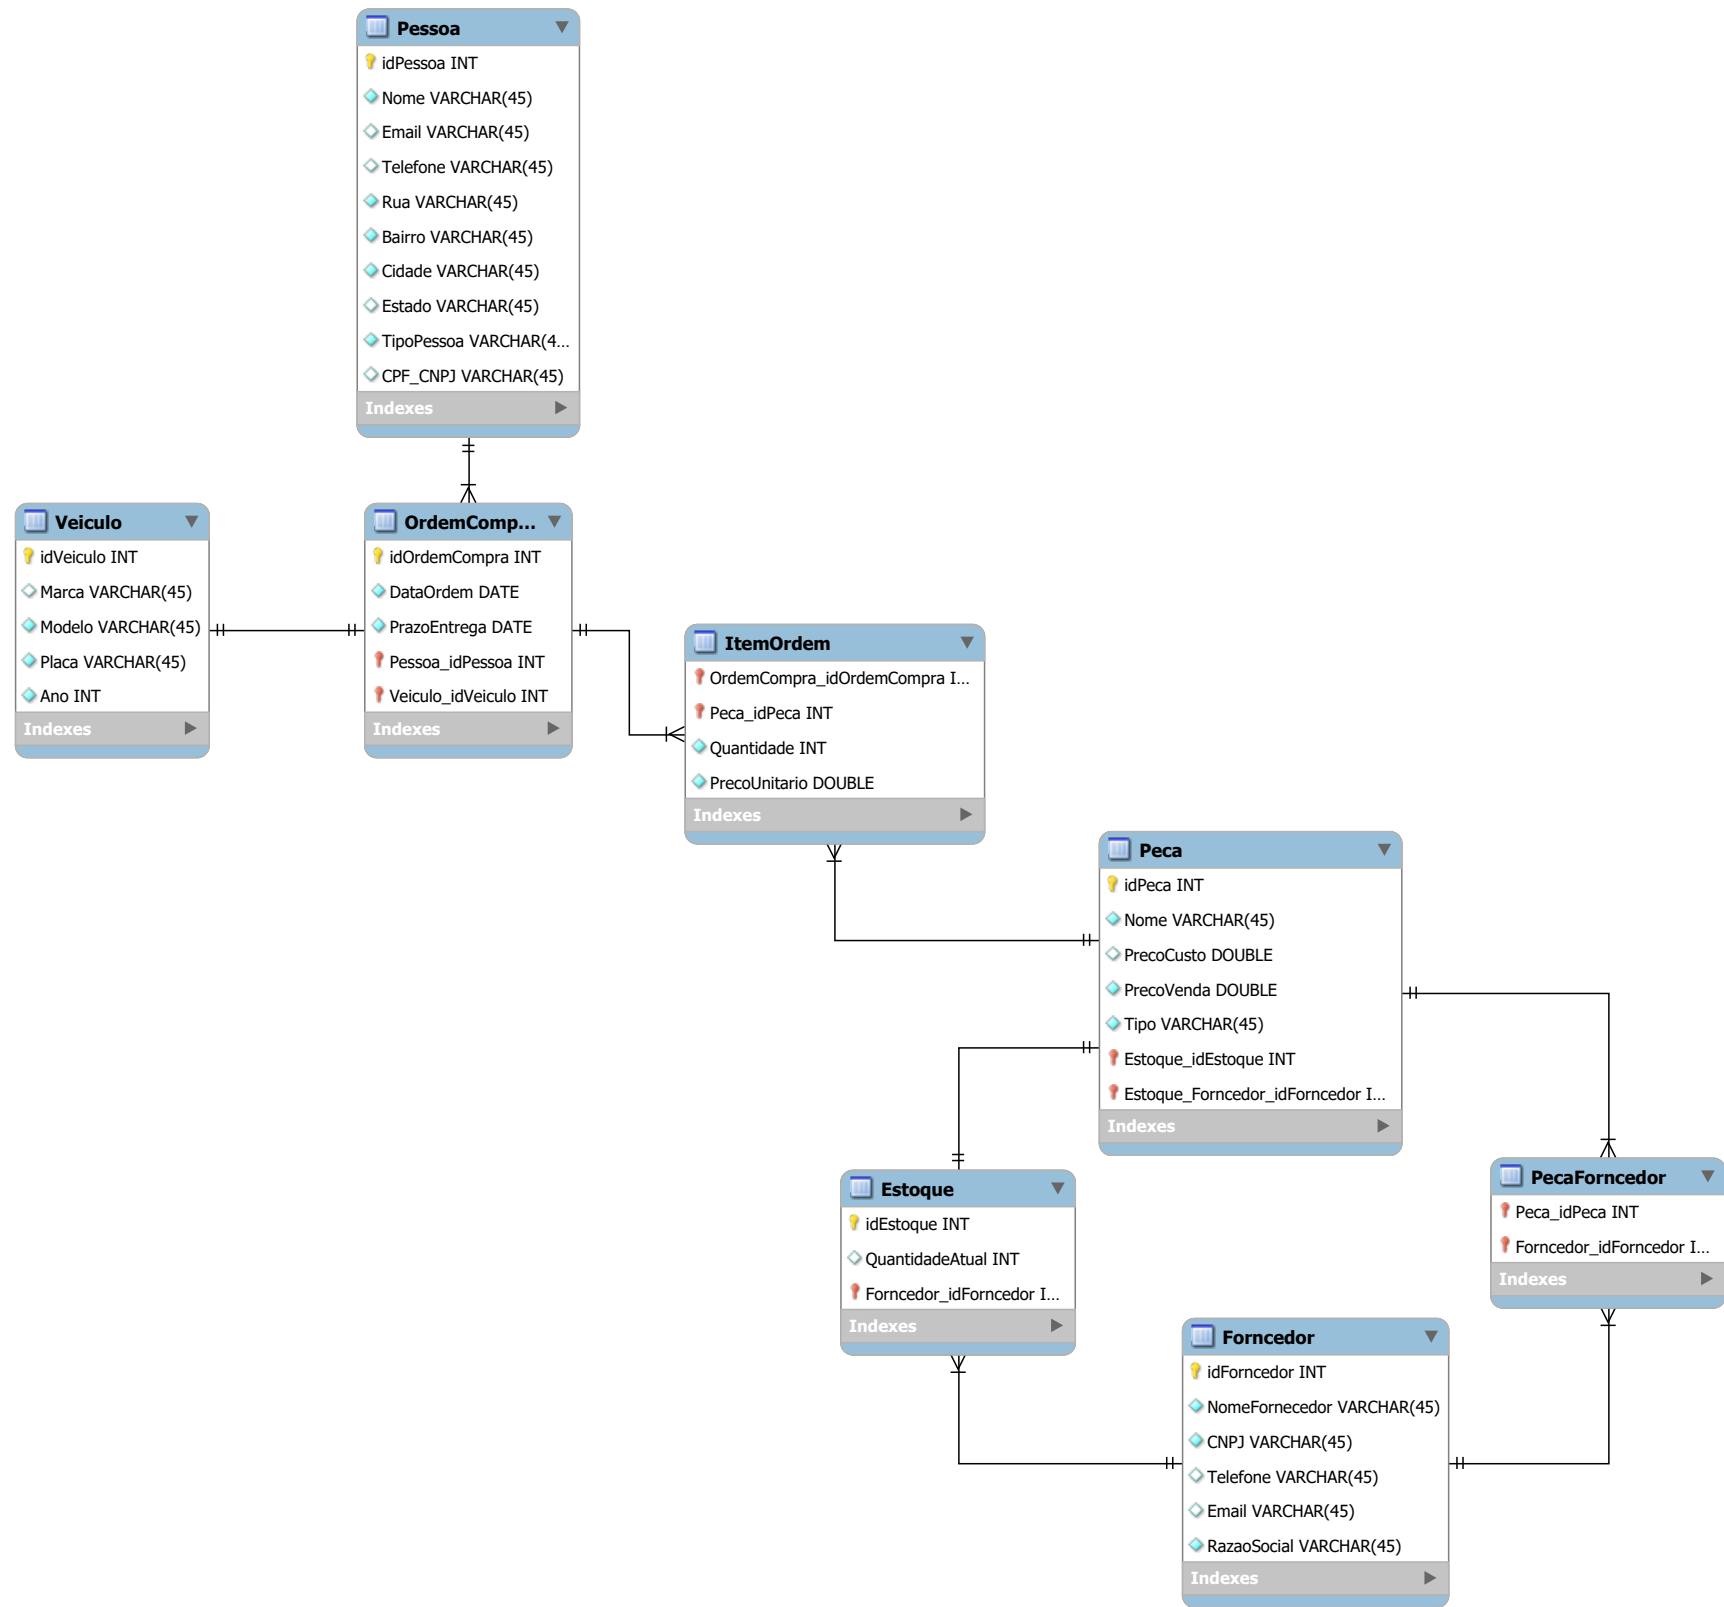 Pessoa
idPessoa INT
Nome VARCHAR(45)
Email VARCHAR(45)
Telefone VARCHAR(45)
Rua VARCHAR(45)
Bairro VARCHAR(45)
Cidade VARCHAR(45)
Estado VARCHAR(45)
TipoPessoa VARCHAR(4...
CPF_CNPJ VARCHAR(45)
Indexes
Veiculo
idVeiculo INT
Marca VARCHAR(45)
Modelo VARCHAR(45)
Placa VARCHAR(45)
Ano INT
Indexes
OrdemComp...
idOrdemCompra INT
DataOrdem DATE
PrazoEntrega DATE
Pessoa_idPessoa INT
Veiculo_idVeiculo INT
Indexes
ItemOrdem
OrdemCompra_idOrdemCompra I...
Peca_idPeca INT
Quantidade INT
PrecoUnitario DOUBLE
Indexes
Peca
idPeca INT
Nome VARCHAR(45)
PrecoCusto DOUBLE
PrecoVenda DOUBLE
Tipo VARCHAR(45)
Estoque_idEstoque INT
Estoque_Forncedor_idForncedor I...
Indexes
Estoque
idEstoque INT
QuantidadeAtual INT
Forncedor_idForncedor I...
Indexes
PecaForncedor
Peca_idPeca INT
Forncedor_idForncedor I...
Indexes
Forncedor
idForncedor INT
NomeFornecedor VARCHAR(45)
CNPJ VARCHAR(45)
Telefone VARCHAR(45)
Email VARCHAR(45)
RazaoSocial VARCHAR(45)
Indexes